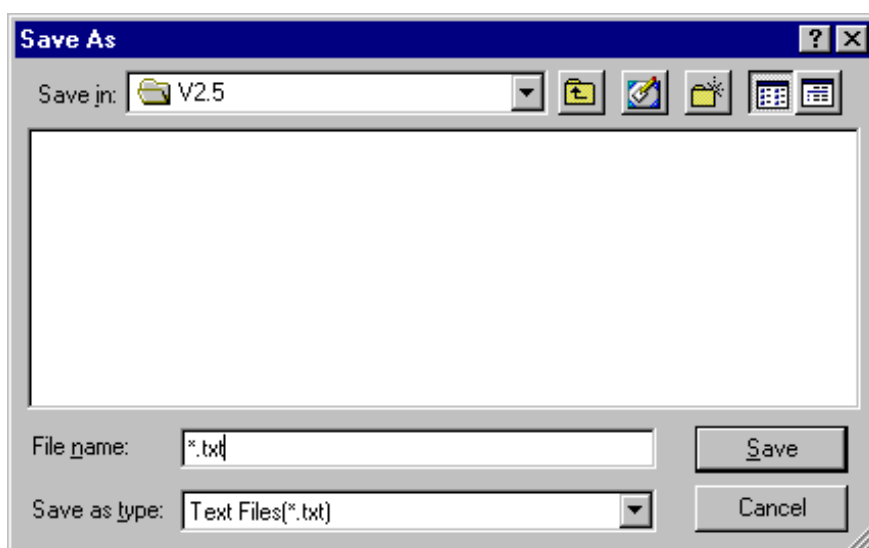 Save As
Save in: V2.5
File name: *.txt Save
Save as type: Text Files(*.txt) Cancel